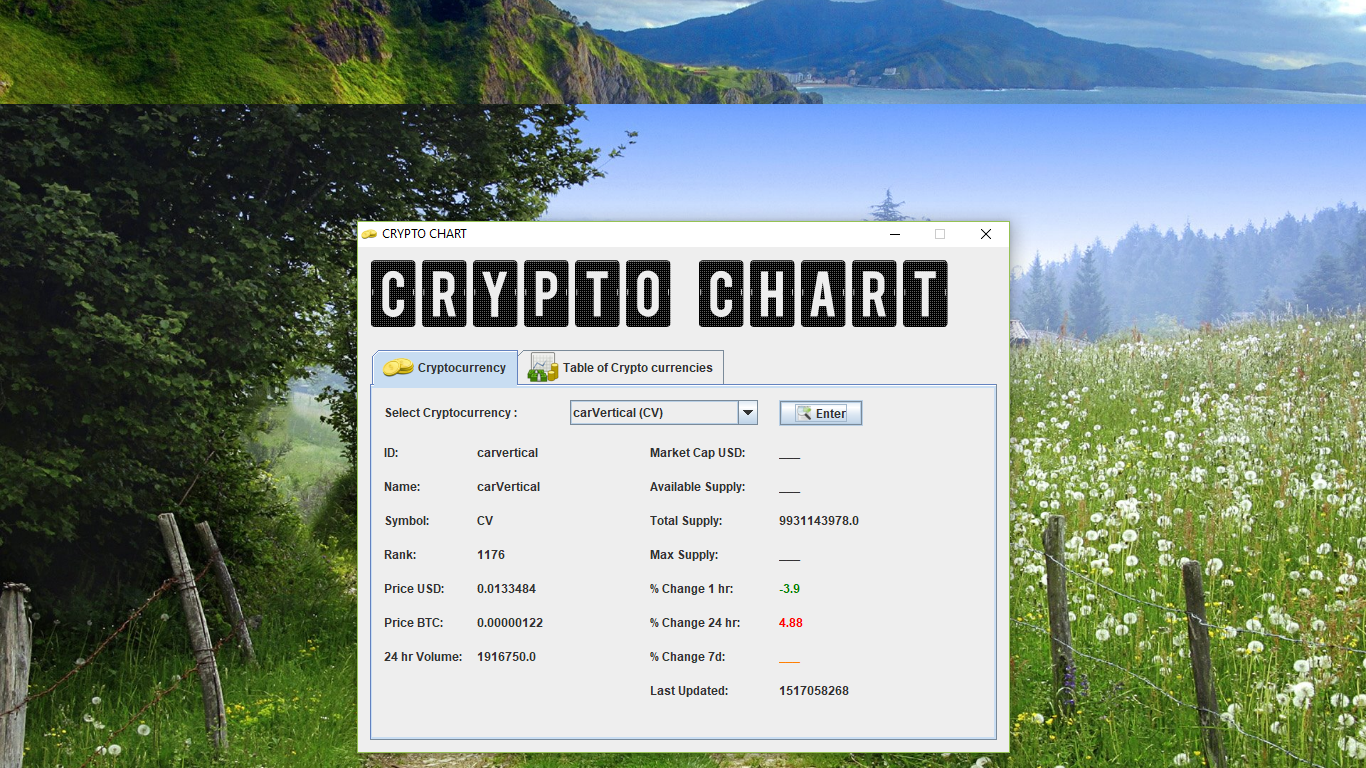 CRYPTO CHART
CRYPTO CHART
Cryptocurrency Table of Crypto currencies
Select Cryptocurrency : carVertical (CV) Enter
ID: carvertical Market Cap USD: ___
Name: carVertical Available Supply: ___
Symbol: CV Total Supply: 9931143978.0
Rank: 1176 Max Supply: ___
Price USD: 0.0133484 % Change 1 hr: -3.9
Price BTC: 0.00000122 % Change 24 hr: 4.88
24 hr Volume: 1916750.0 % Change 7d: ___
Last Updated: 1517058268